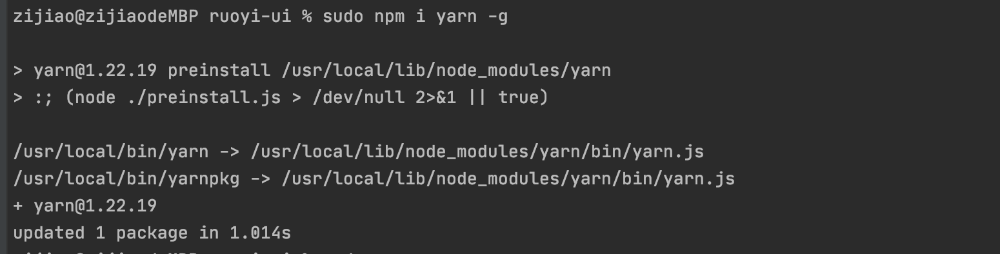 zijiao@zijiaodeMBP ruoyi-ui % sudo npm i yarn -g
> yarn@1.22.19 preinstall /usr/local/lib/node_modules/yarn
> :; (node ./preinstall.js > /dev/null 2>&1 || true)
/usr/local/bin/yarn -> /usr/local/lib/node_modules/yarn/bin/yarn.js
/usr/local/bin/yarnpkg -> /usr/local/lib/node_modules/yarn/bin/yarn.js
+ yarn@1.22.19
updated 1 package in 1.014s